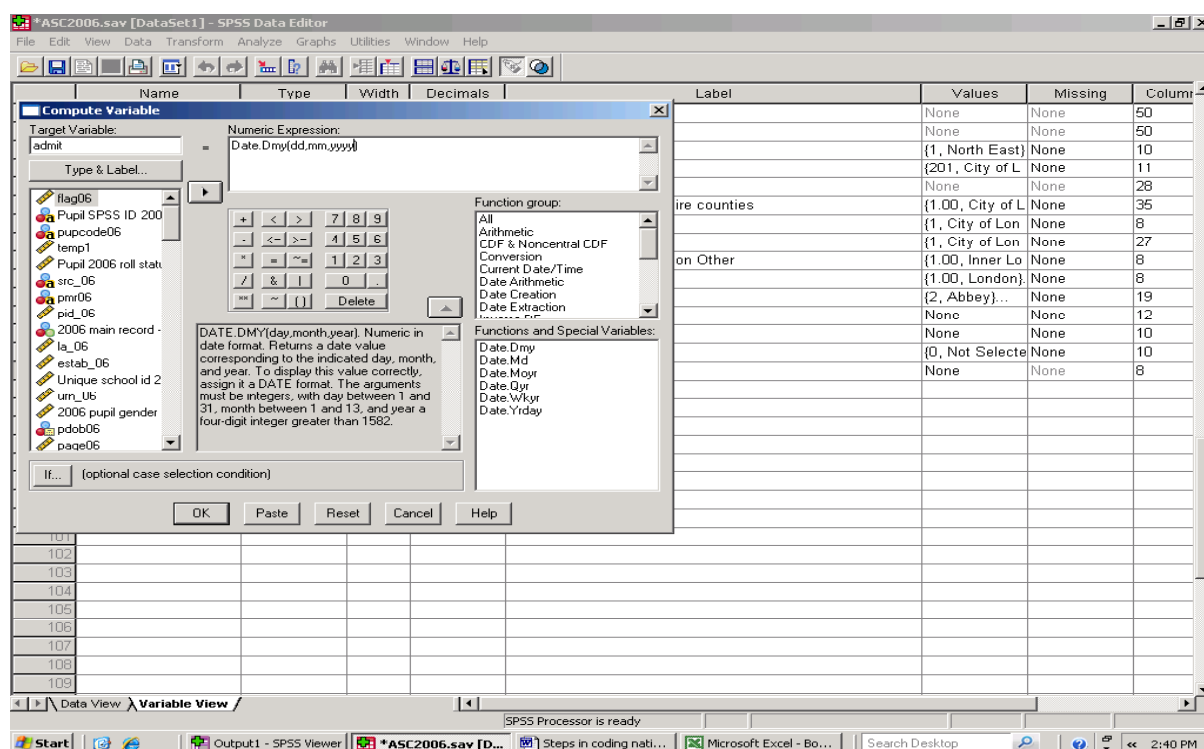 *ASC2006.sav [DataSet1] - SPSS Data Editor
File Edit View Data Transform Analyze Graphs Utilities Window Help
Name Type Width Decimals Label Values Missing Colum
Compute Variable
Target Variable:
admit
=
Numeric Expression:
Date.Dmy(dd,mm,yyyy)
Type & Label...
flag06
Pupil SPSS ID 200
pupcode06
temp1
Pupil 2006 roll statu
src_06
pmr06
pid_06
2006 main record -
la_06
estab_06
Unique school id 2
urn_06
2006 pupil gender
pdob06
page06
+ < > 7 8 9
- <= >= 4 5 6
* = ~= 1 2 3
/ & | 0 .
** ~ () Delete
Function group:
All
Arithmetic
CDF & Noncentral CDF
Conversion
Current Date/Time
Date Arithmetic
Date Creation
Date Extraction
DATE.DMY(day,month,year). Numeric in
date format. Returns a date value
corresponding to the indicated day, month,
and year. To display this value correctly,
assign it a DATE format. The arguments
must be integers, with day between 1 and
31, month between 1 and 13, and year a
four-digit integer greater than 1582.
Functions and Special Variables:
Date.Dmy
Date.Md
Date.Moyr
Date.Qyr
Date.Wkyr
Date.Yrday
If... (optional case selection condition)
OK Paste Reset Cancel Help
None None 50
None None 50
{1, North East} None 10
{201, City of L None 11
None None 28
ire counties {1.00, City of L None 35
{1, City of Lon None 8
{1, City of Lon None 27
on Other {1.00, Inner Lo None 8
{1.00, London}. None 8
{2, Abbey}... None 19
None None 12
None None 10
{0, Not Selecte None 10
None None 8
101
102
103
104
105
106
107
108
109
Data View Variable View
SPSS Processor is ready
Start Output1 - SPSS Viewer *ASC2006.sav [D... Steps in coding nati... Microsoft Excel - Bo... Search Desktop « 2:40 PM